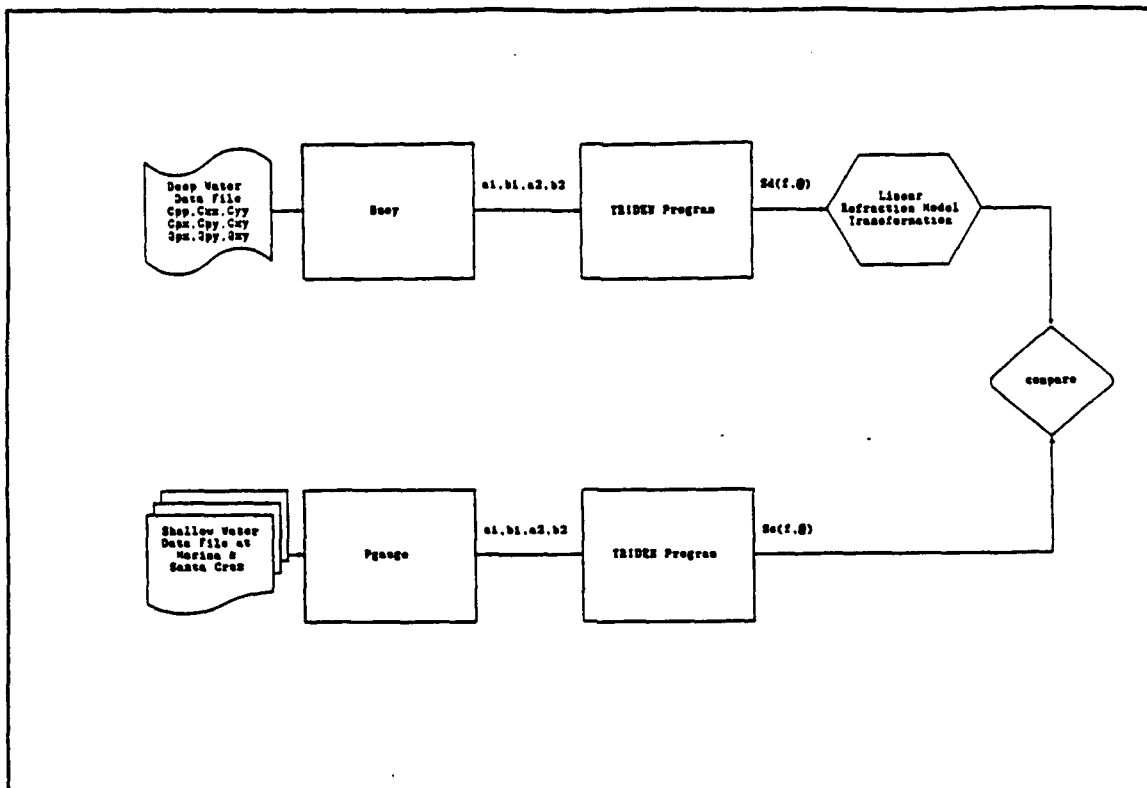 Deep Water
Data File
Cpp,Cxx,Cyy
Cpx,Cpy,Cxy
Qpx,Qpy,Qxy
Buoy
a1,b1,a2,b2
TRIDEN Program
Sd(f,@)
Linear
Refraction Model
Transformation
compare
Shallow Water
Data File at
Marina &
Santa Cruz
Pgauge
a1,b1,a2,b2
TRIDEN Program
(f,@)